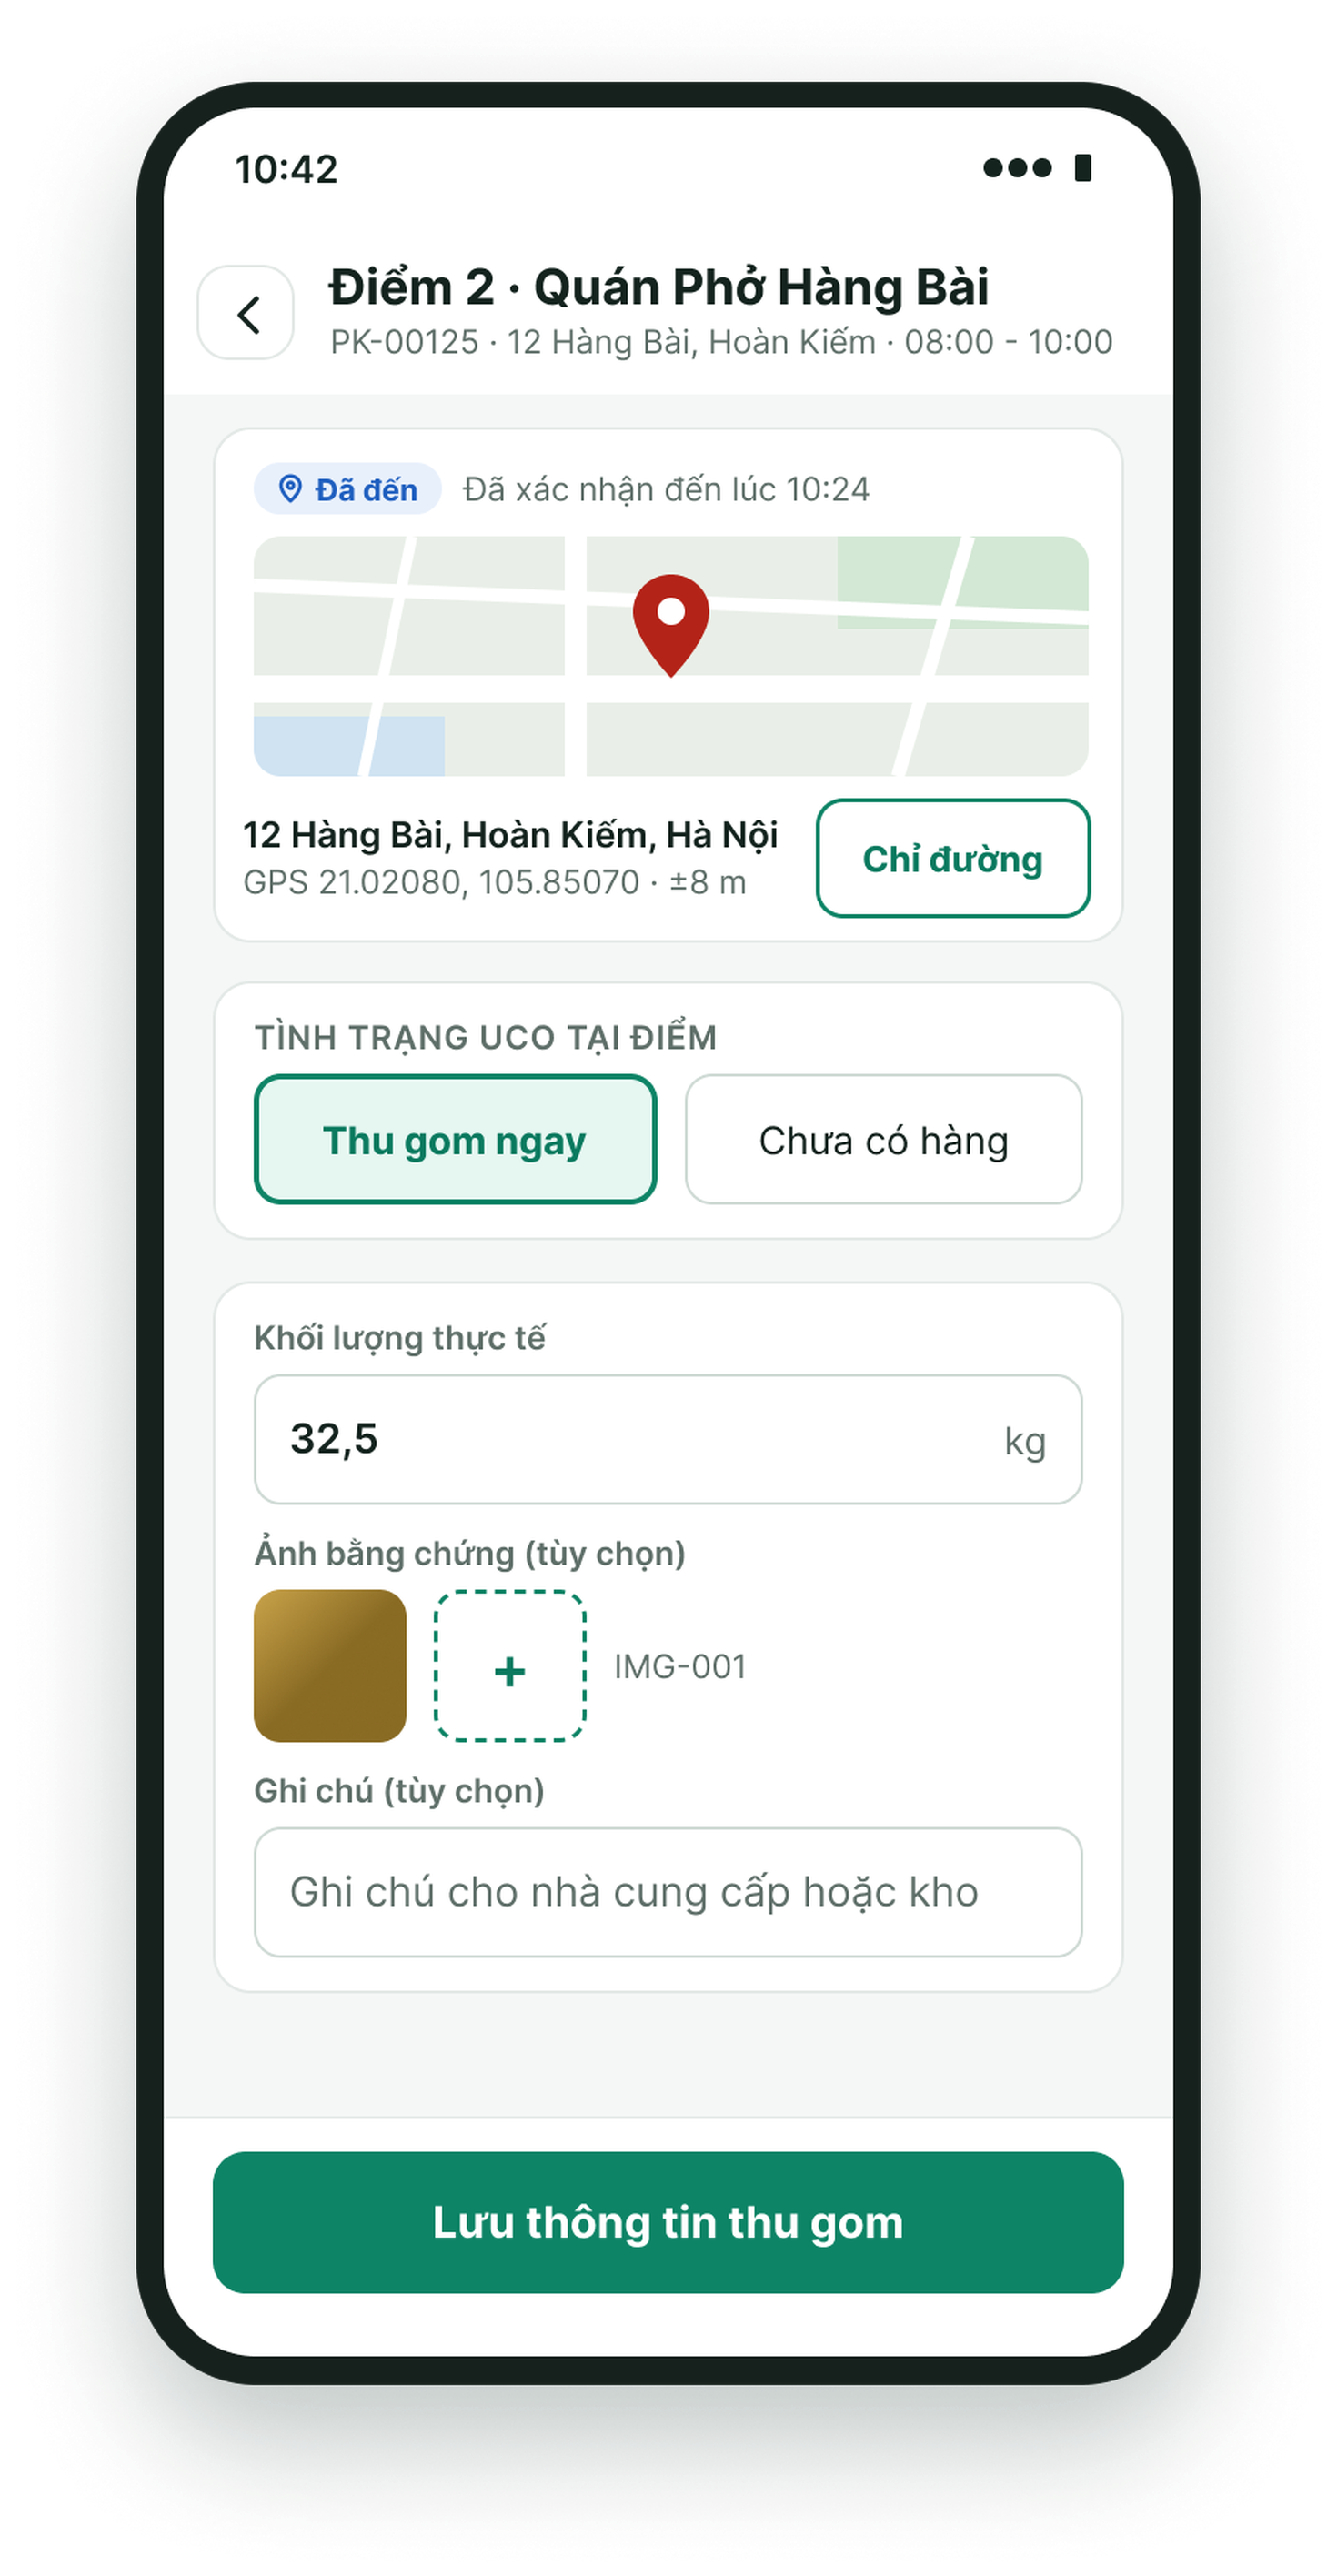 10:42
Điểm 2 · Quán Phở Hàng Bài
PK-00125 · 12 Hàng Bài, Hoàn Kiếm · 08:00 - 10:00
Đã đến
Đã xác nhận đến lúc 10:24
12 Hàng Bài, Hoàn Kiếm, Hà Nội
GPS 21.02080, 105.85070 · ±8 m
Chỉ đường
TÌNH TRẠNG UCO TẠI ĐIỂM
Thu gom ngay
Chưa có hàng
Khối lượng thực tế
32,5 kg
Ảnh bằng chứng (tùy chọn)
+
IMG-001
Ghi chú (tùy chọn)
Ghi chú cho nhà cung cấp hoặc kho
Lưu thông tin thu gom